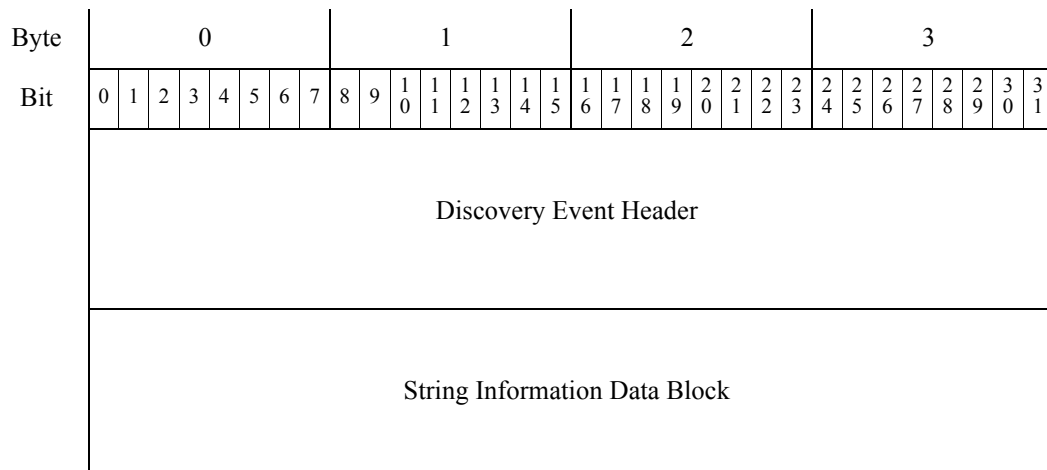 Byte 0 1 2 3
Bit 0 1 2 3 4 5 6 7 8 9 10 11 12 13 14 15 16 17 18 19 20 21 22 23 24 25 26 27 28 29 30 31
Discovery Event Header
String Information Data Block